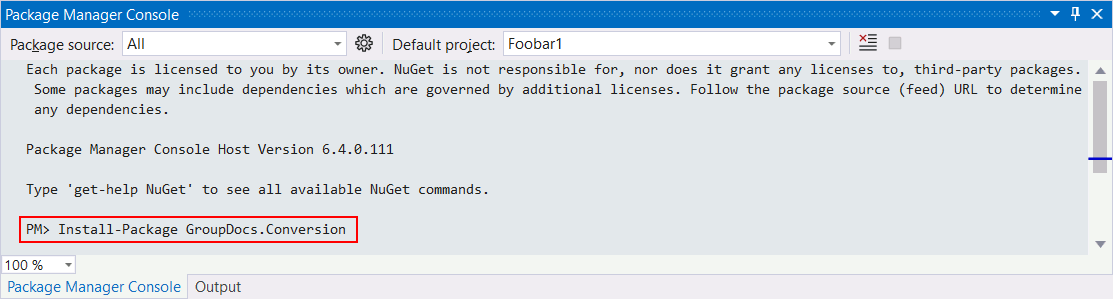 Package Manager Console
Package source: All Default project: Foobar1
Each package is licensed to you by its owner. NuGet is not responsible for, nor does it grant any licenses to, third-party packages.
Some packages may include dependencies which are governed by additional licenses. Follow the package source (feed) URL to determine
any dependencies.
Package Manager Console Host Version 6.4.0.111
Type 'get-help NuGet' to see all available NuGet commands.
PM> Install-Package GroupDocs.Conversion
100 %
Package Manager Console Output